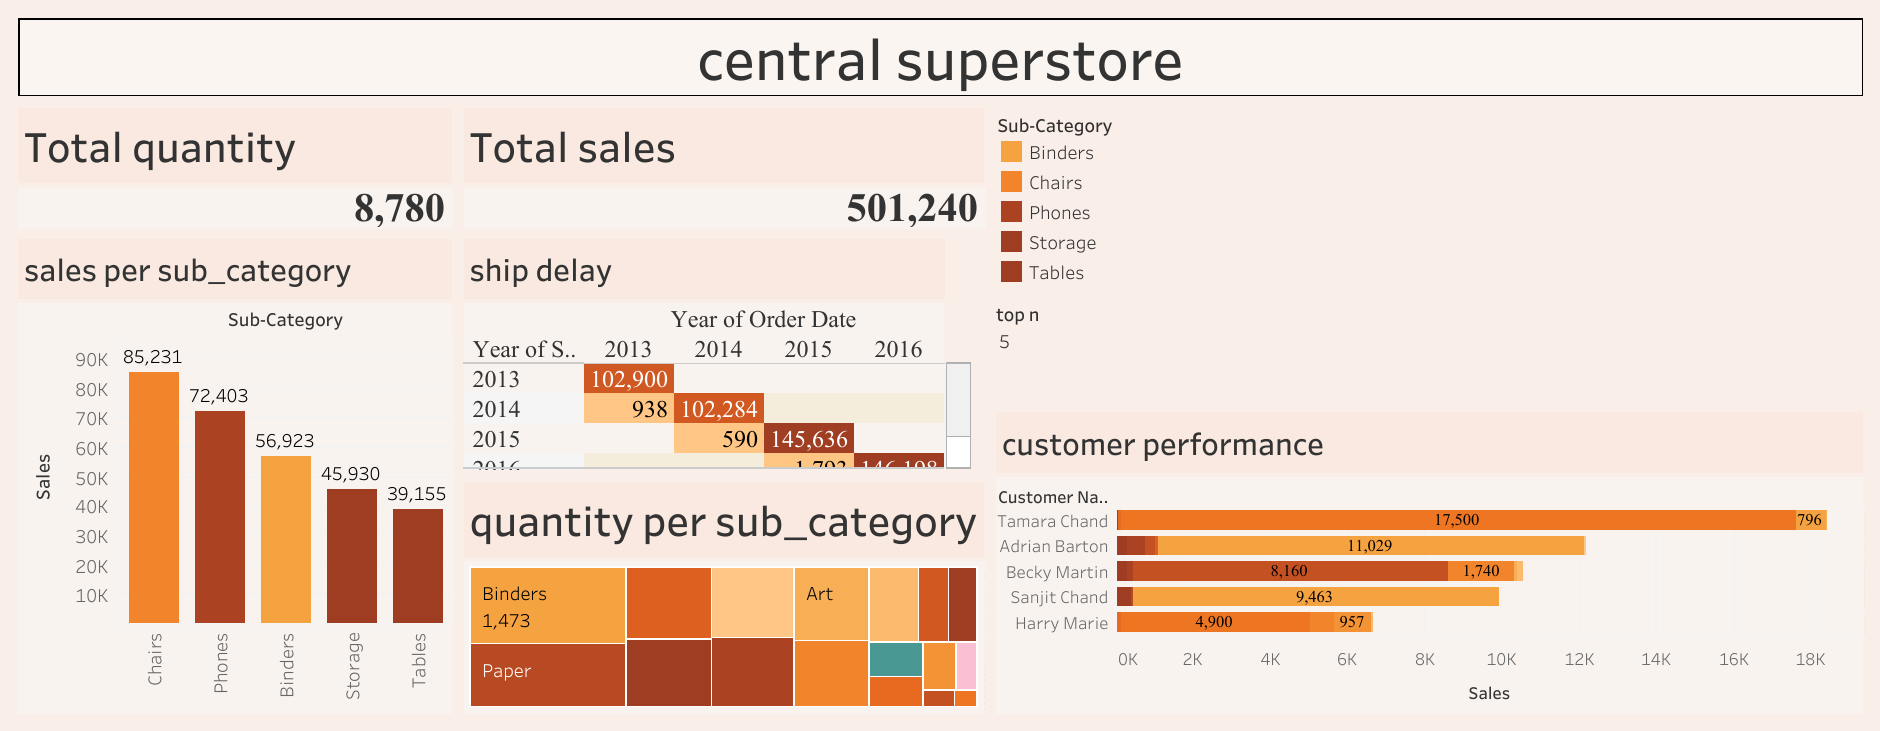 central superstore
Total quantity
8,780
Total sales
501,240
Sub-Category
Binders
Chairs
Phones
Storage
Tables
top n
5
sales per sub_category
Sub-Category
Sales
90K
80K
70K
60K
50K
40K
30K
20K
10K
85,231
72,403
56,923
45,930
39,155
Chairs
Phones
Binders
Storage
Tables
ship delay
Year of Order Date
Year of S.. 2013 2014 2015 2016
2013 102,900
2014 938 102,284
2015 590 145,636
2016 1,793 146,198
quantity per sub_category
Binders
1,473
Paper
Art
customer performance
Customer Na..
Tamara Chand 17,500 796
Adrian Barton 11,029
Becky Martin 8,160 1,740
Sanjit Chand 9,463
Harry Marie 4,900 957
0K 2K 4K 6K 8K 10K 12K 14K 16K 18K
Sales